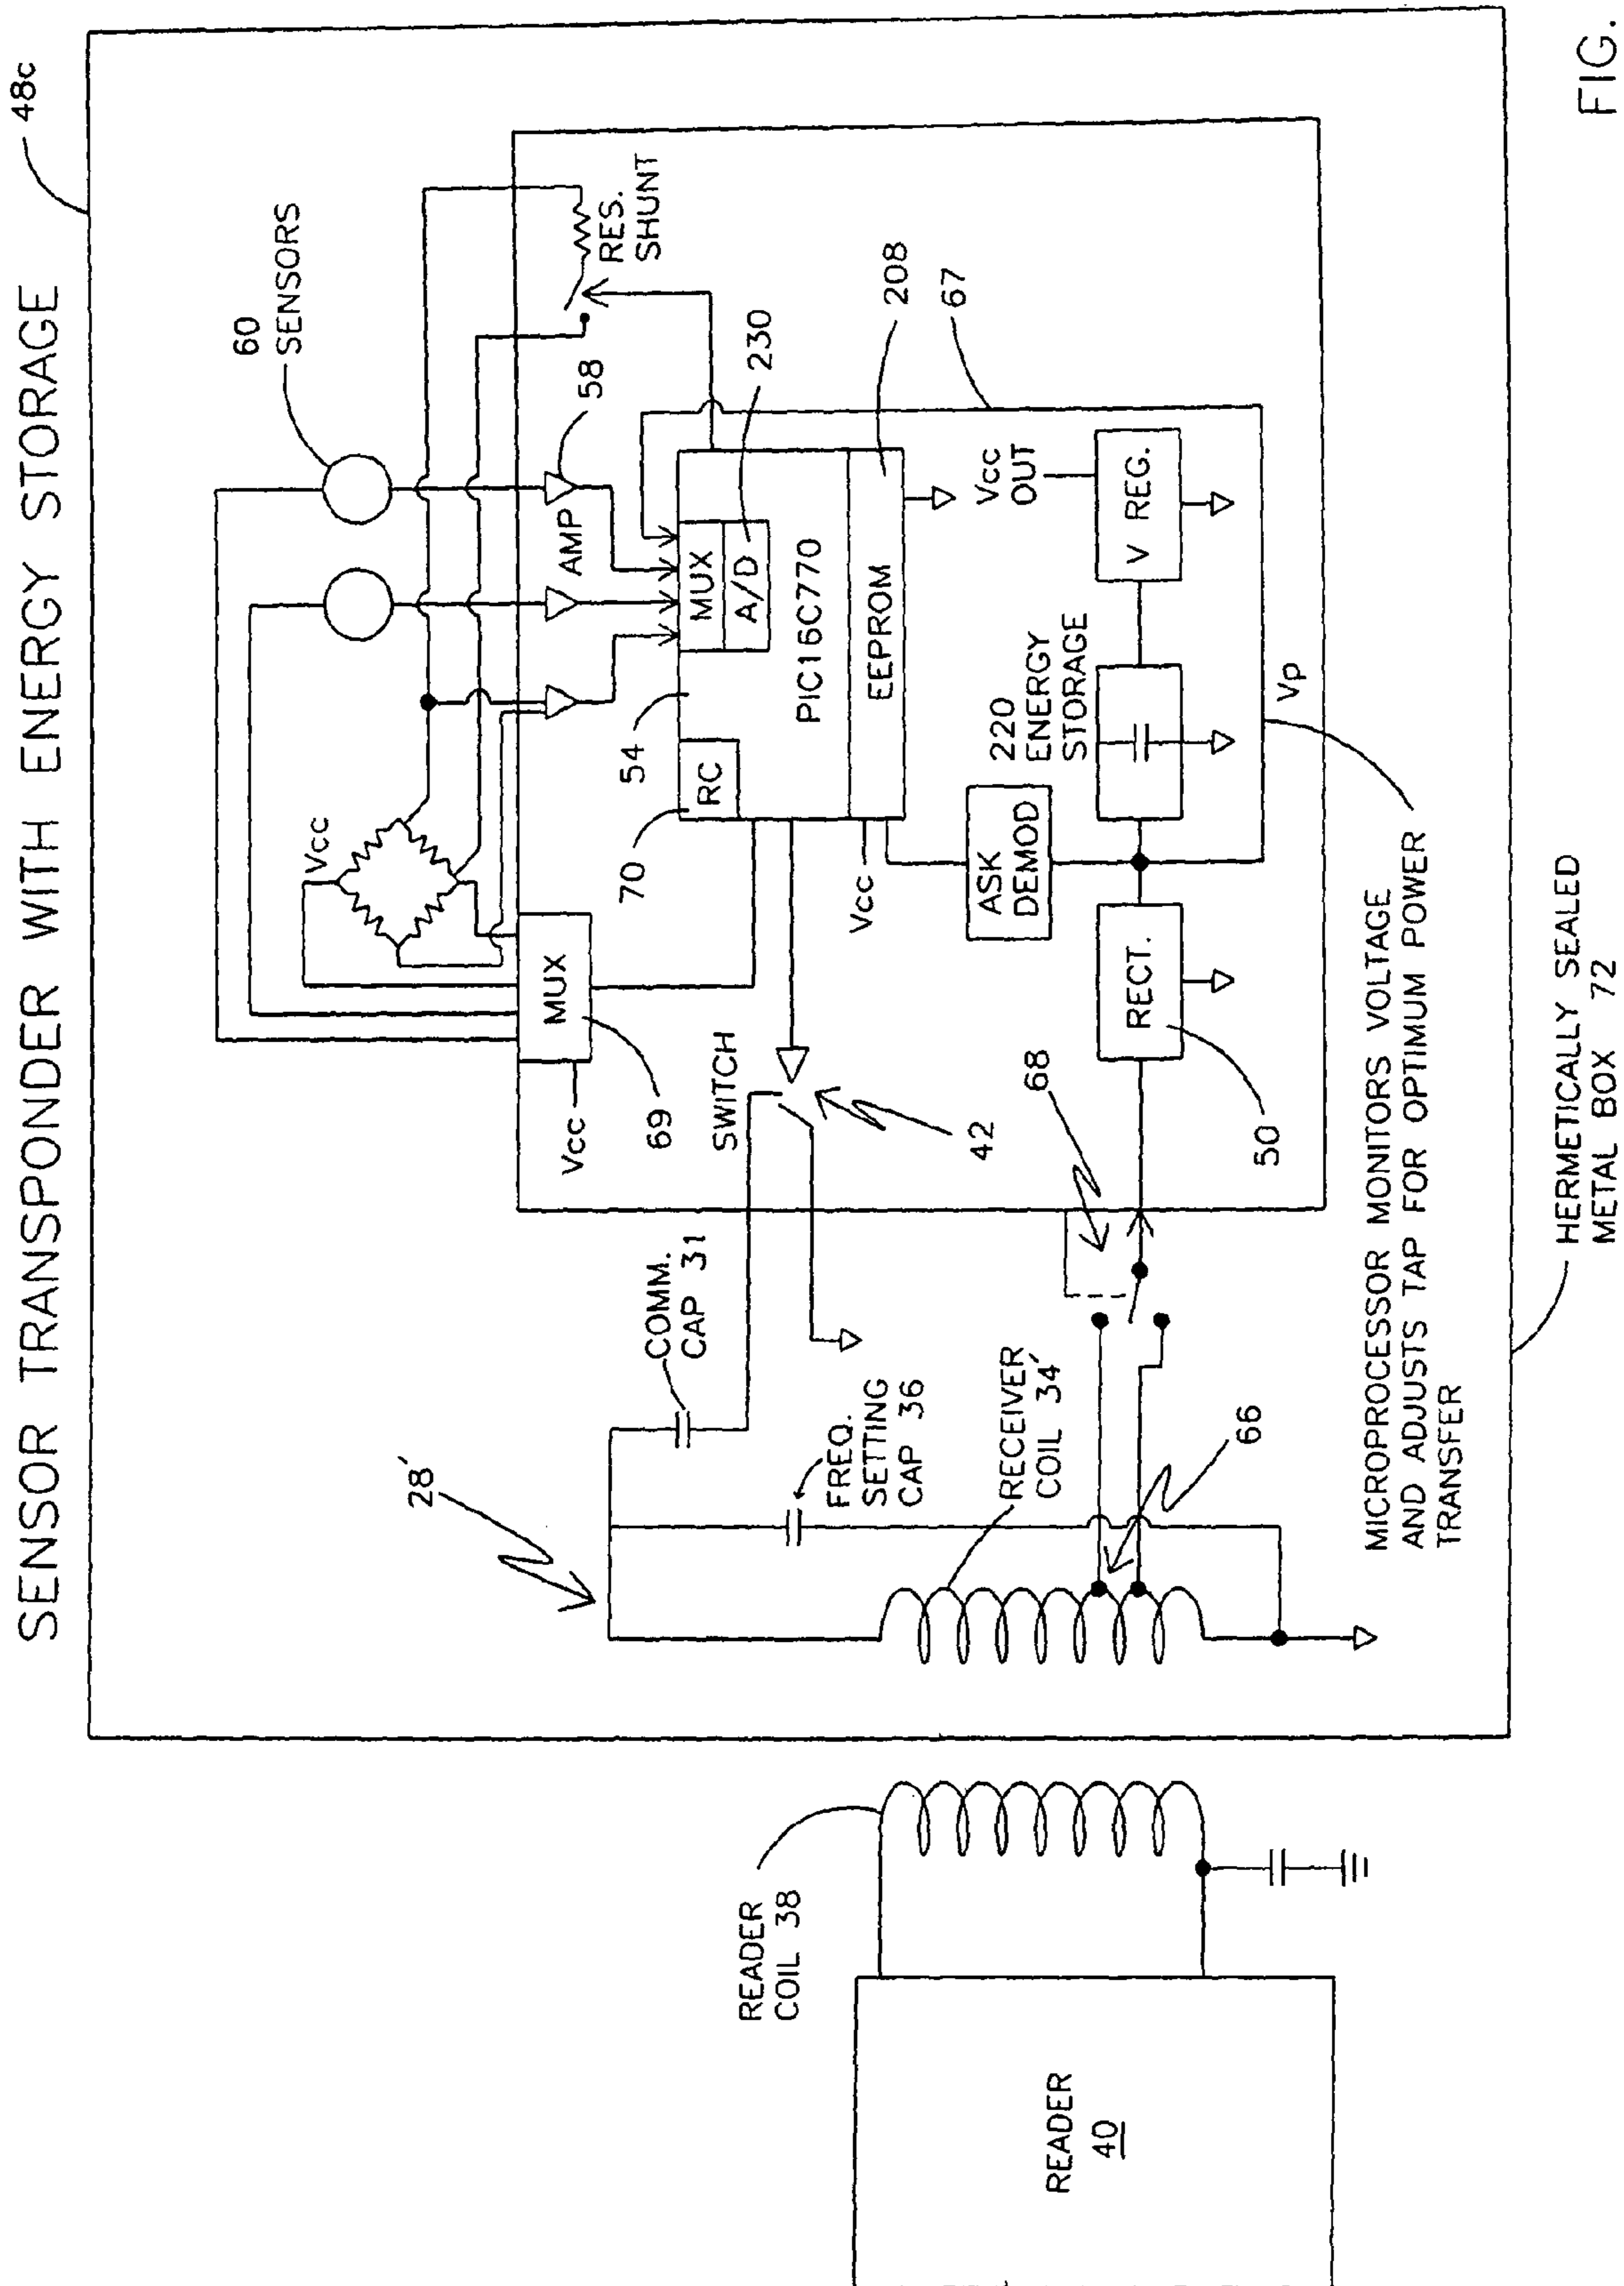 SENSOR TRANSPONDER WITH ENERGY STORAGE
48c
60
SENSORS
Vcc
RES.
SHUNT
58
AMP
230
208
67
MUX
A/D
54
70
RC
PIC16C770
EEPROM
MUX
Vcc
69
SWITCH
42
Vcc
ASK
DEMOD
220
ENERGY
STORAGE
Vcc
OUT
V REG.
RECT.
50
Vp
68
28'
COMM.
CAP 31
FREQ.
SETTING
CAP 36
RECEIVER
COIL 34'
66
MICROPROCESSOR MONITORS VOLTAGE
AND ADJUSTS TAP FOR OPTIMUM POWER
TRANSFER
READER
COIL 38
READER
40
HERMETICALLY SEALED
METAL BOX 72
FIG.